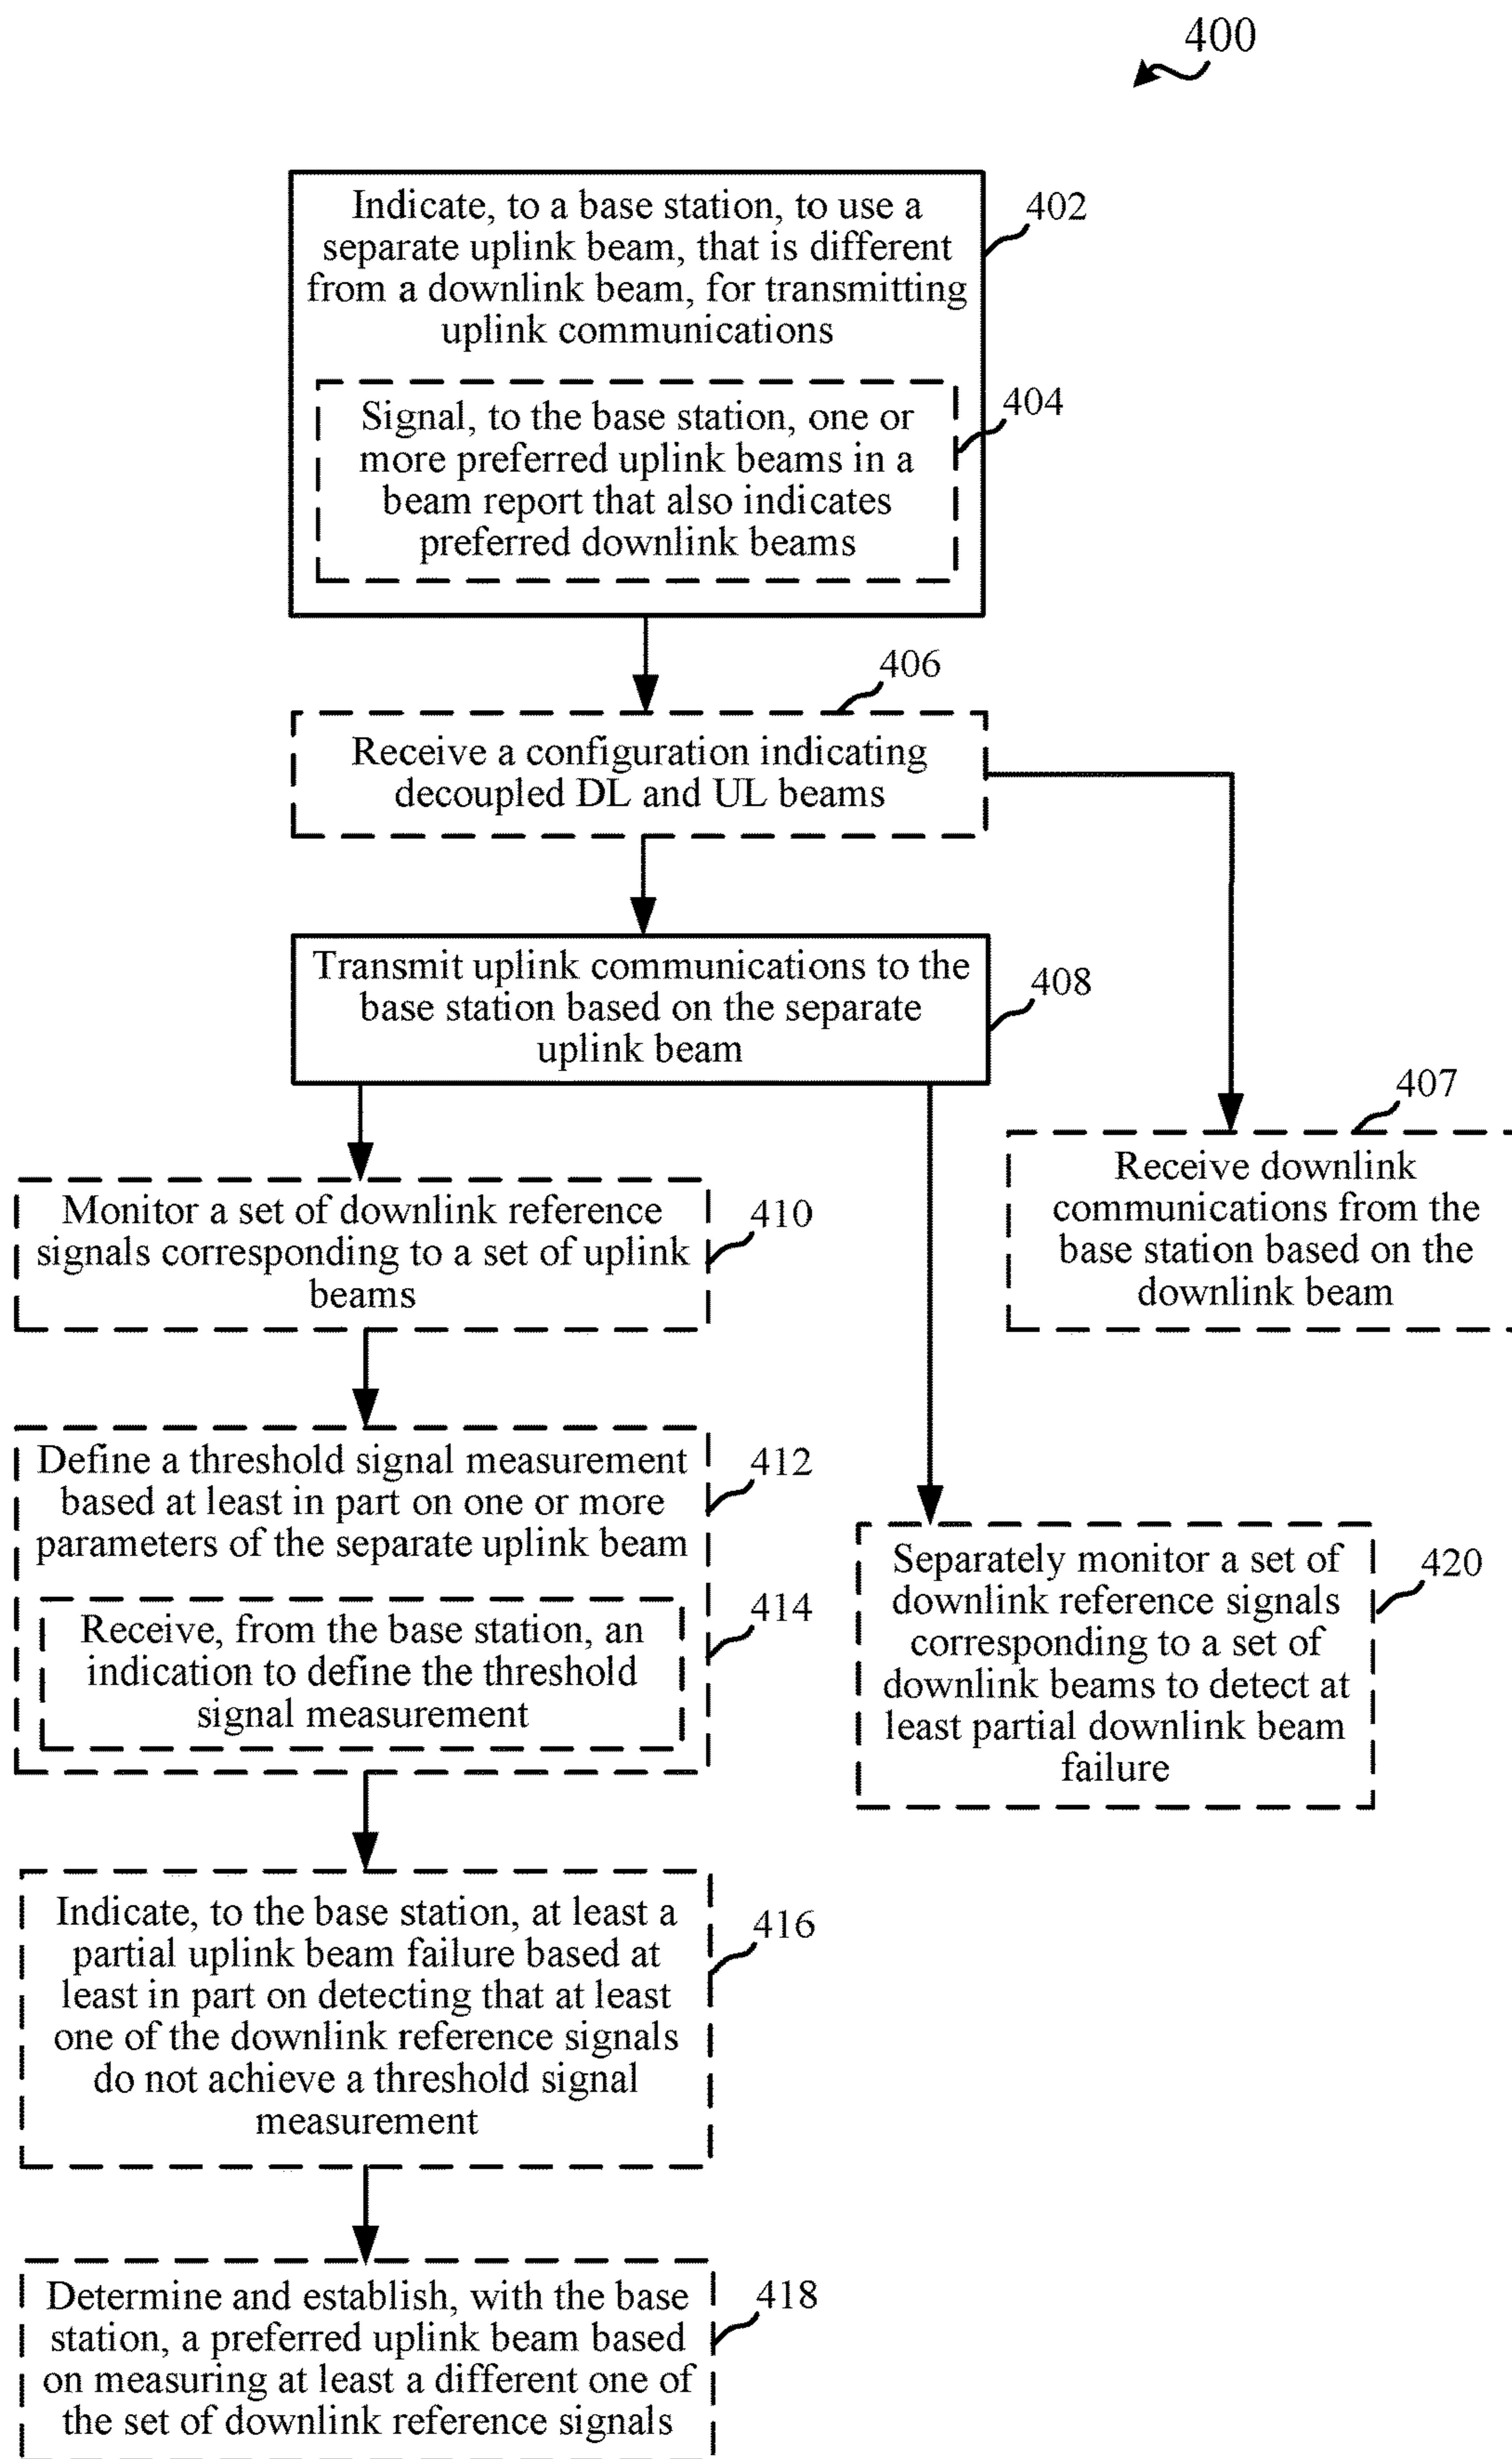 400
Indicate, to a base station, to use a
separate uplink beam, that is different
from a downlink beam, for transmitting
uplink communications
402
Signal, to the base station, one or
more preferred uplink beams in a
beam report that also indicates
preferred downlink beams
404
406
Receive a configuration indicating
decoupled DL and UL beams
Transmit uplink communications to the
base station based on the separate
uplink beam
408
407
Receive downlink
communications from the
base station based on the
downlink beam
Monitor a set of downlink reference
signals corresponding to a set of uplink
beams
410
Define a threshold signal measurement
based at least in part on one or more
parameters of the separate uplink beam
412
Receive, from the base station, an
indication to define the threshold
signal measurement
414
Separately monitor a set of
downlink reference signals
corresponding to a set of
downlink beams to detect at
least partial downlink beam
failure
420
Indicate, to the base station, at least a
partial uplink beam failure based at
least in part on detecting that at least
one of the downlink reference signals
do not achieve a threshold signal
measurement
416
Determine and establish, with the base
station, a preferred uplink beam based
on measuring at least a different one of
the set of downlink reference signals
418